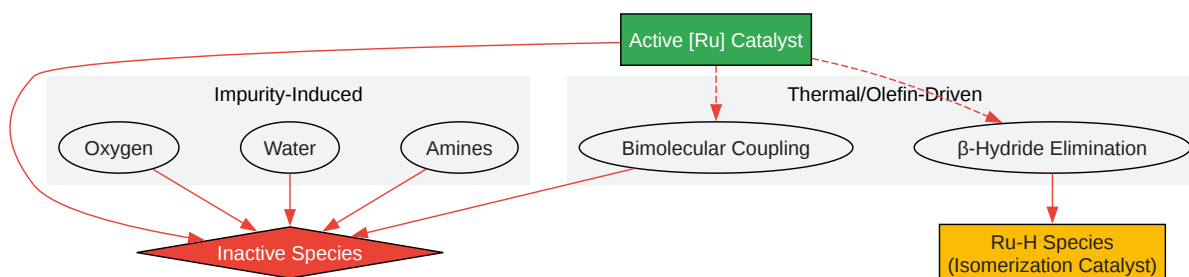 Active [Ru] Catalyst
Impurity-Induced
Thermal/Olefin-Driven
Oxygen
Water
Amines
Bimolecular Coupling
β-Hydride Elimination
Inactive Species
Ru-H Species
(Isomerization Catalyst)